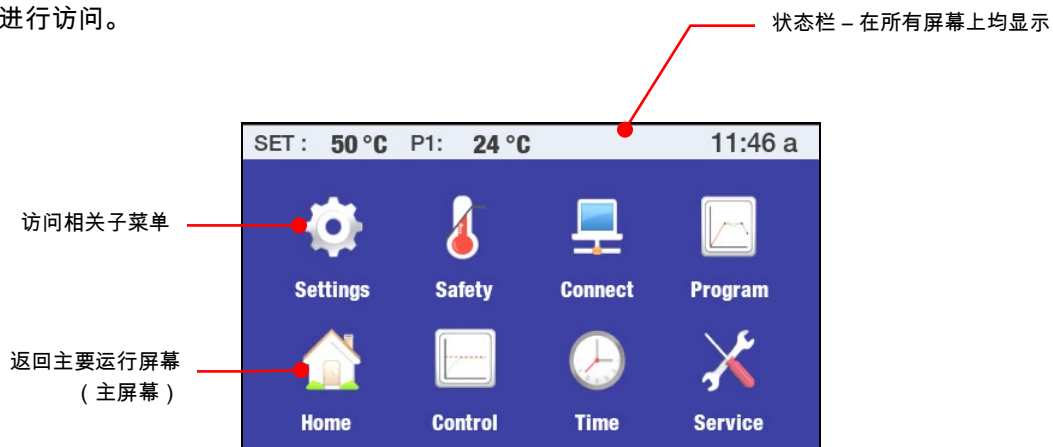 进行访问。
状态栏 – 在所有屏幕上均显示
SET : 50 °C P1: 24 °C 11:46 a
访问相关子菜单
Settings Safety Connect Program
返回主要运行屏幕
（主屏幕）
Home Control Time Service